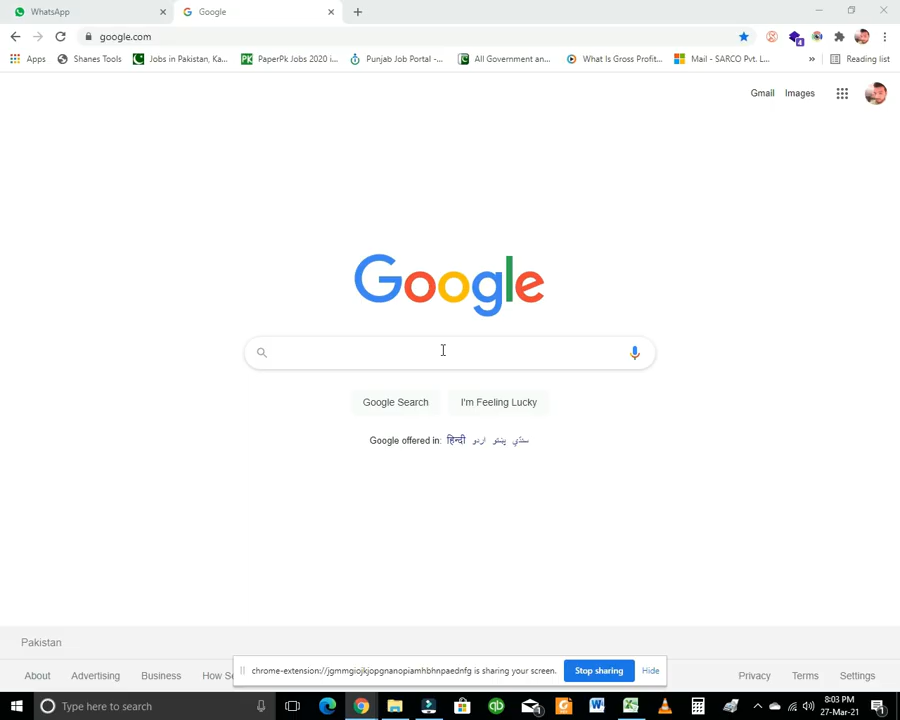 WhatsApp
Google
google.com
4
Apps
Shanes Tools
Jobs in Pakistan, Ka...
PaperPk Jobs 2020 i...
Punjab Job Portal -...
All Government an...
What Is Gross Profit...
Mail - SARCO Pvt. L...
»
Reading list
Gmail
Images
Google
Google Search
I'm Feeling Lucky
Google offered in: हिन्दी اردو پښتو سنڌي
Pakistan
About
Advertising
Business
How Se
chrome-extension://jgmmgiojkjopgnanopiamhbhnpaednfg is sharing your screen.
Stop sharing
Hide
Privacy
Terms
Settings
Type here to search
8:03 PM
27-Mar-21